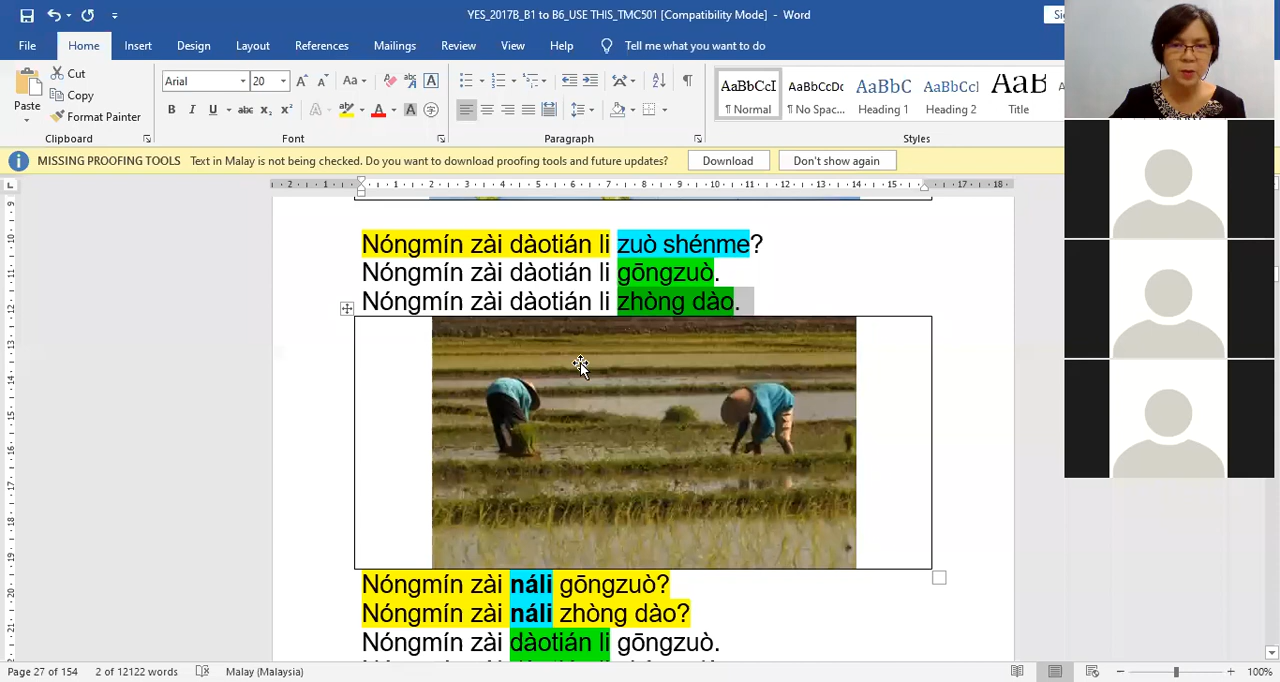 YES_2017B_B1 to B6_USE THIS_TMC501 [Compatibility Mode] - Word
File Home Insert Design Layout References Mailings Review View Help Tell me what you want to do
Paste
Cut
Copy
Format Painter
Arial 20
AaBbCcI AaBbCcDc AaBbC AaBbCcI AaB
¶ Normal ¶ No Spac... Heading 1 Heading 2 Title
Clipboard Font Paragraph Styles
MISSING PROOFING TOOLS Text in Malay is not being checked. Do you want to download proofing tools and future updates? Download Don't show again
Nóngmín zài dàotián li zuò shénme?
Nóngmín zài dàotián li gōngzuò.
Nóngmín zài dàotián li zhòng dào.
Nóngmín zài náli gōngzuò?
Nóngmín zài náli zhòng dào?
Nóngmín zài dàotián li gōngzuò.
Page 27 of 154 2 of 12122 words Malay (Malaysia) 100%